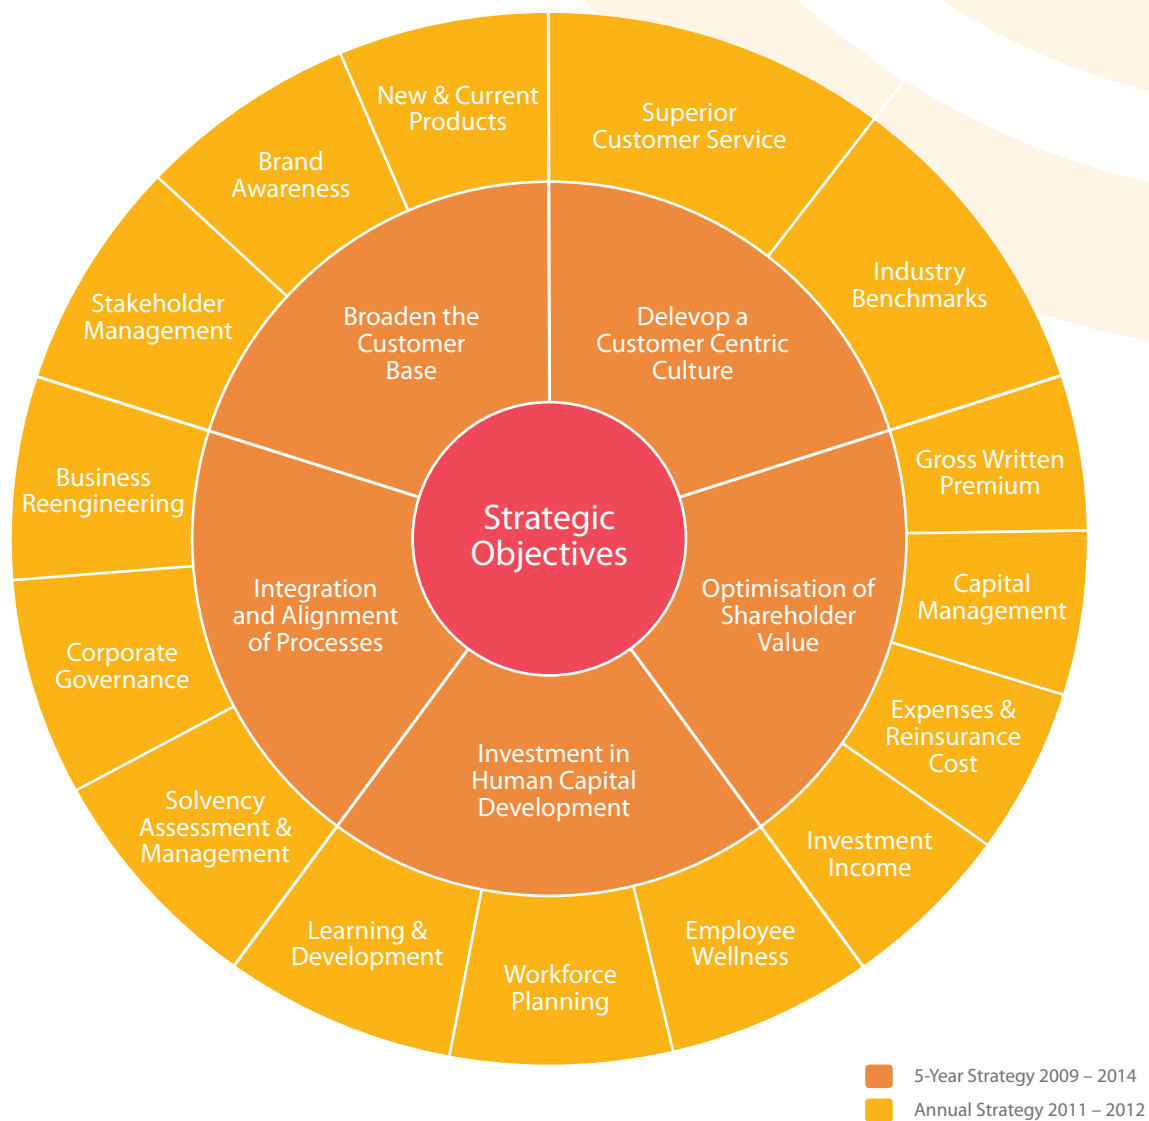 New & Current
Products
Superior
Customer Service
Brand
Awareness
Industry
Benchmarks
Stakeholder
Management
Broaden the
Customer
Base
Delevop a
Customer Centric
Culture
Gross Written
Premium
Business
Reengineering
Strategic
Objectives
Capital
Management
Integration
and Alignment
of Processes
Optimisation of
Shareholder
Value
Corporate
Governance
Expenses &
Reinsurance
Cost
Investment in
Human Capital
Development
Solvency
Assessment &
Management
Investment
Income
Learning &
Development
Workforce
Planning
Employee
Wellness
5-Year Strategy 2009 – 2014
Annual Strategy 2011 – 2012